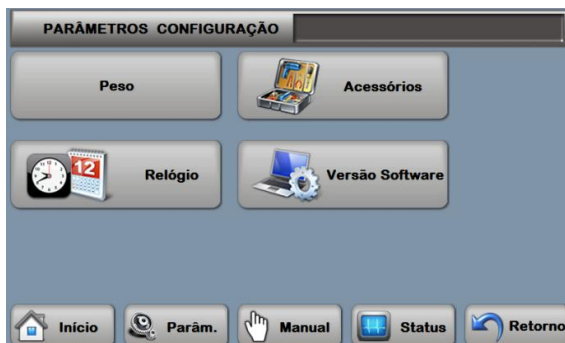 PARÂMETROS CONFIGURAÇÃO
Peso
Acessórios
12
Relógio
Versão Software
Início
Parâm.
Manual
Status
Retorno